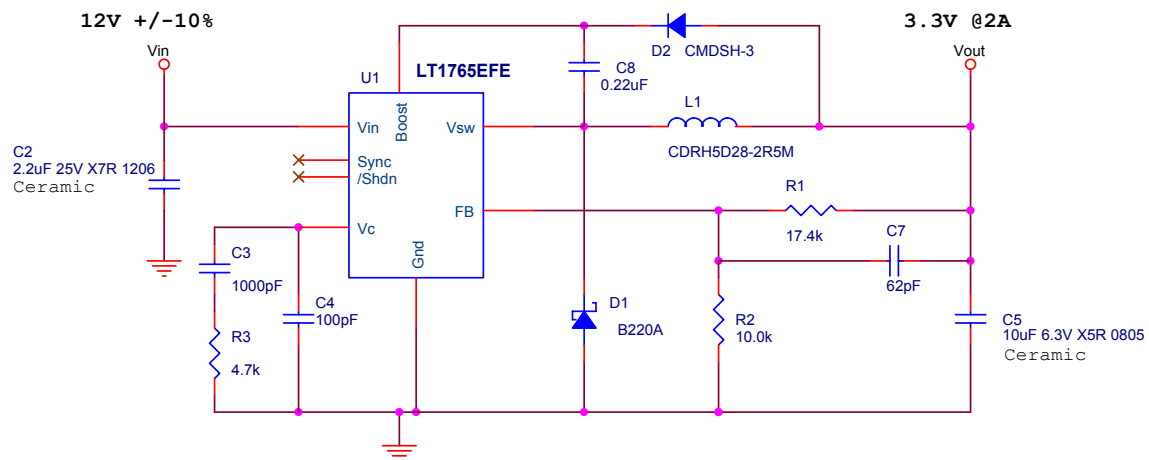 12V +/-10%
3.3V @2A
Vin
Vout
D2 CMDSH-3
C8
0.22uF
U1
LT1765EFE
L1
CDRH5D28-2R5M
Vin
Boost
Vsw
Sync
/Shdn
FB
Vc
Gnd
C2
2.2uF 25V X7R 1206
Ceramic
R1
17.4k
C7
62pF
C3
1000pF
C4
100pF
R3
4.7k
D1
B220A
R2
10.0k
C5
10uF 6.3V X5R 0805
Ceramic